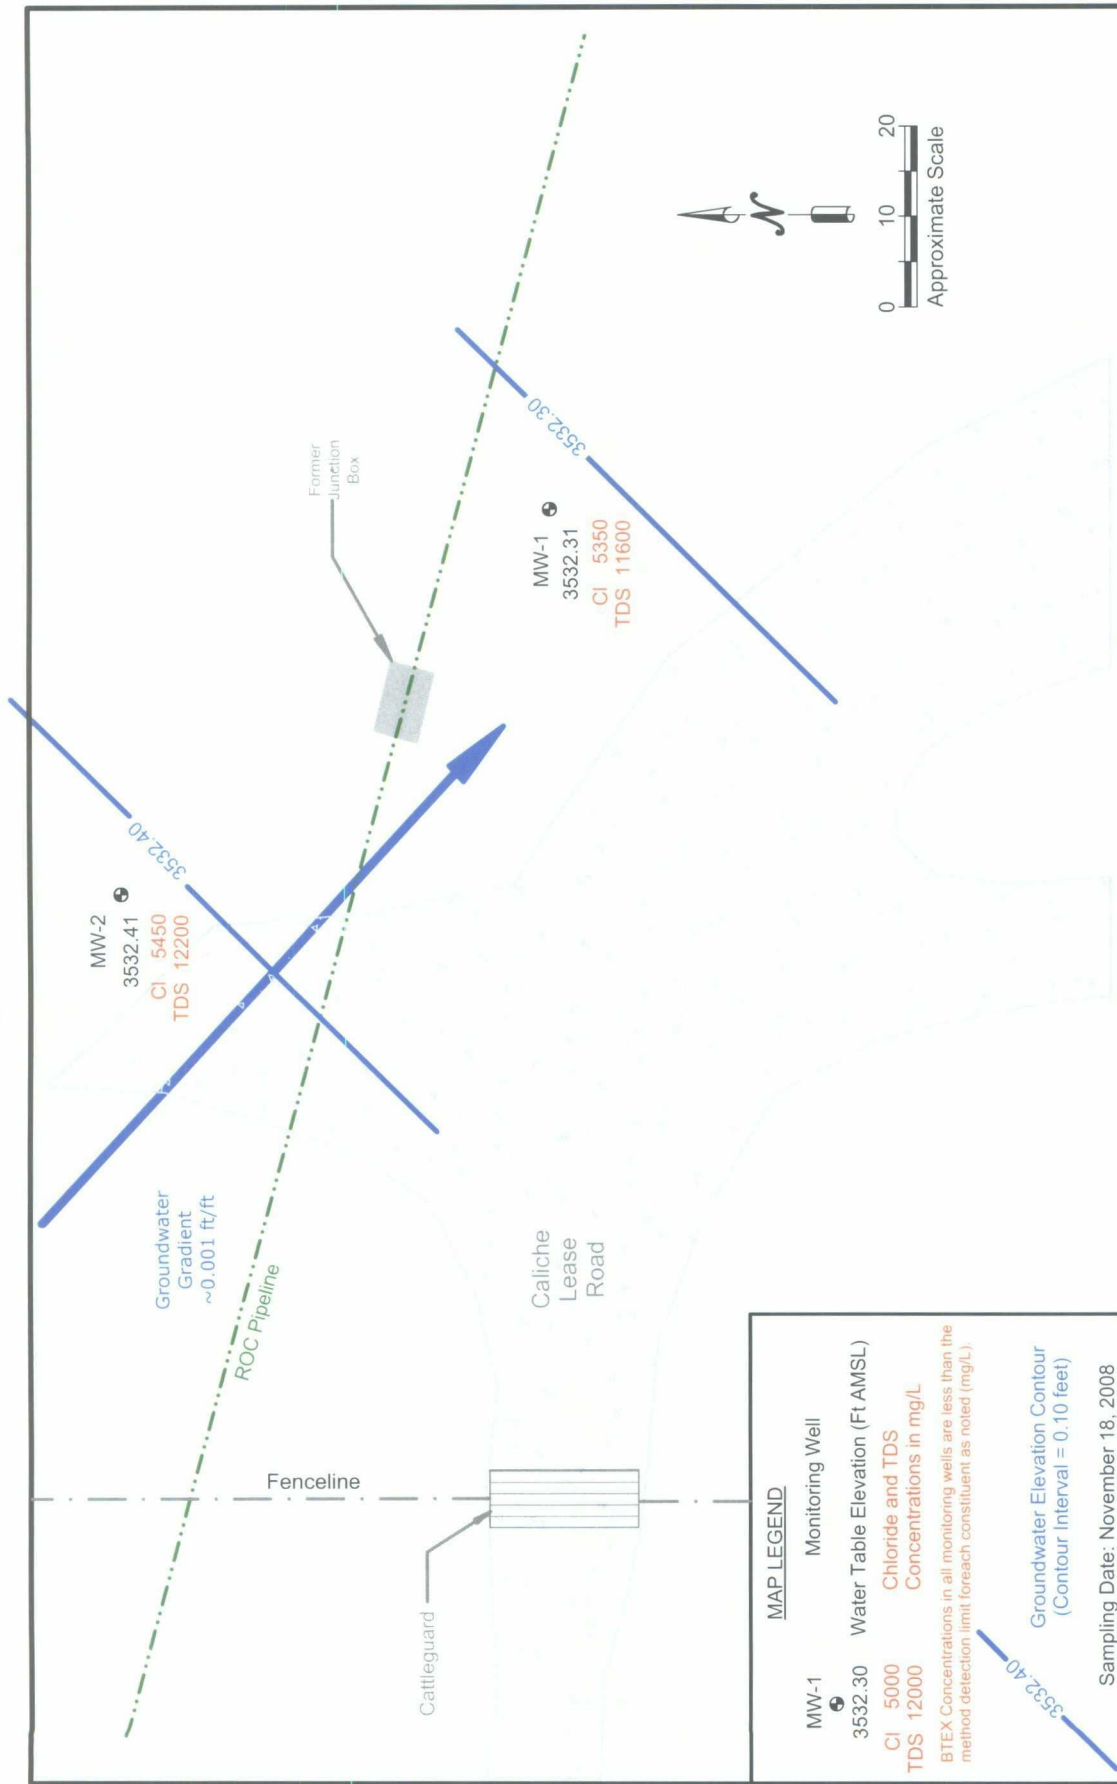 Groundwater
Gradient
~0.001 ft/ft
ROC Pipeline
Fenceline
Cattleguard
Caliche
Lease
Road
MW-2
3532.41
Cl 5450
TDS 12200
3532.40
Former
Junction
Box
MW-1
3532.31
Cl 5350
TDS 11600
3532.30
N
0 10 20
Approximate Scale
MAP LEGEND
MW-1 Monitoring Well
3532.30 Water Table Elevation (Ft AMSL)
Cl 5000 Chloride and TDS
TDS 12000 Concentrations in mg/L
BTEX Concentrations in all monitoring wells are less than the
method detection limit foreach constituent as noted (mg/L).
3532.40
Groundwater Elevation Contour
(Contour Interval = 0.10 feet)
Sampling Date: November 18, 2008